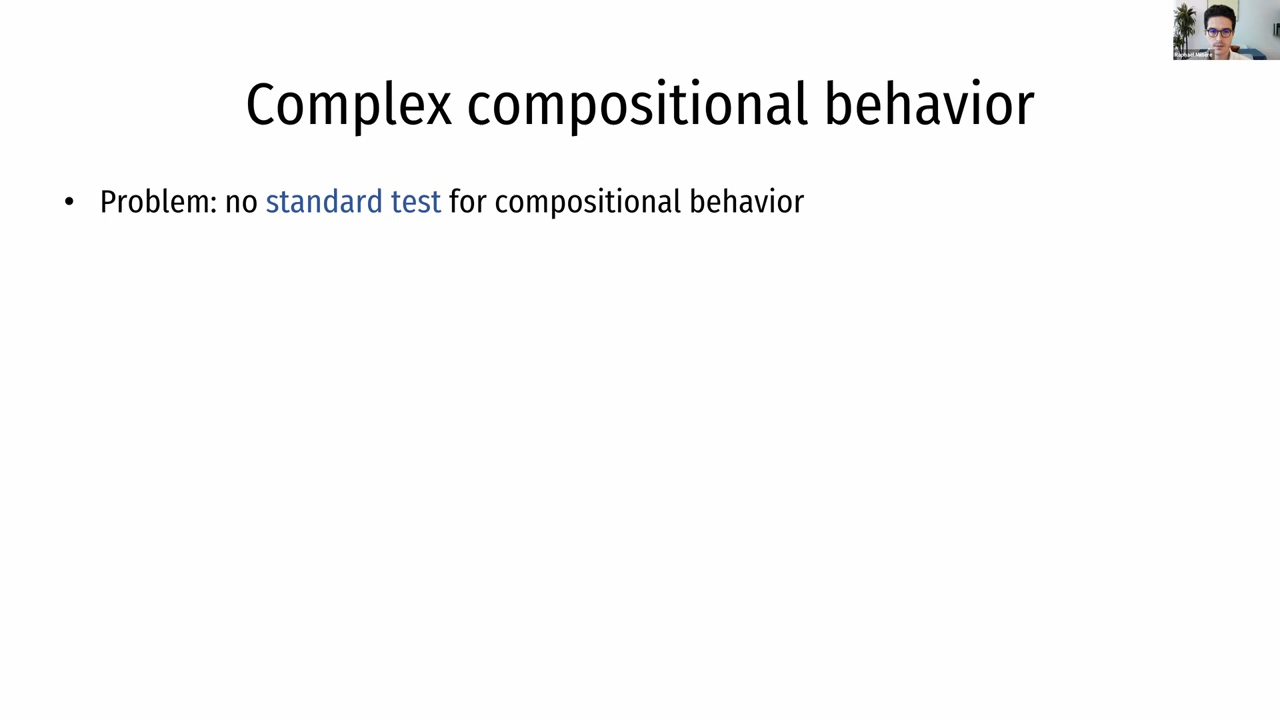 Complex compositional behavior
• Problem: no standard test for compositional behavior